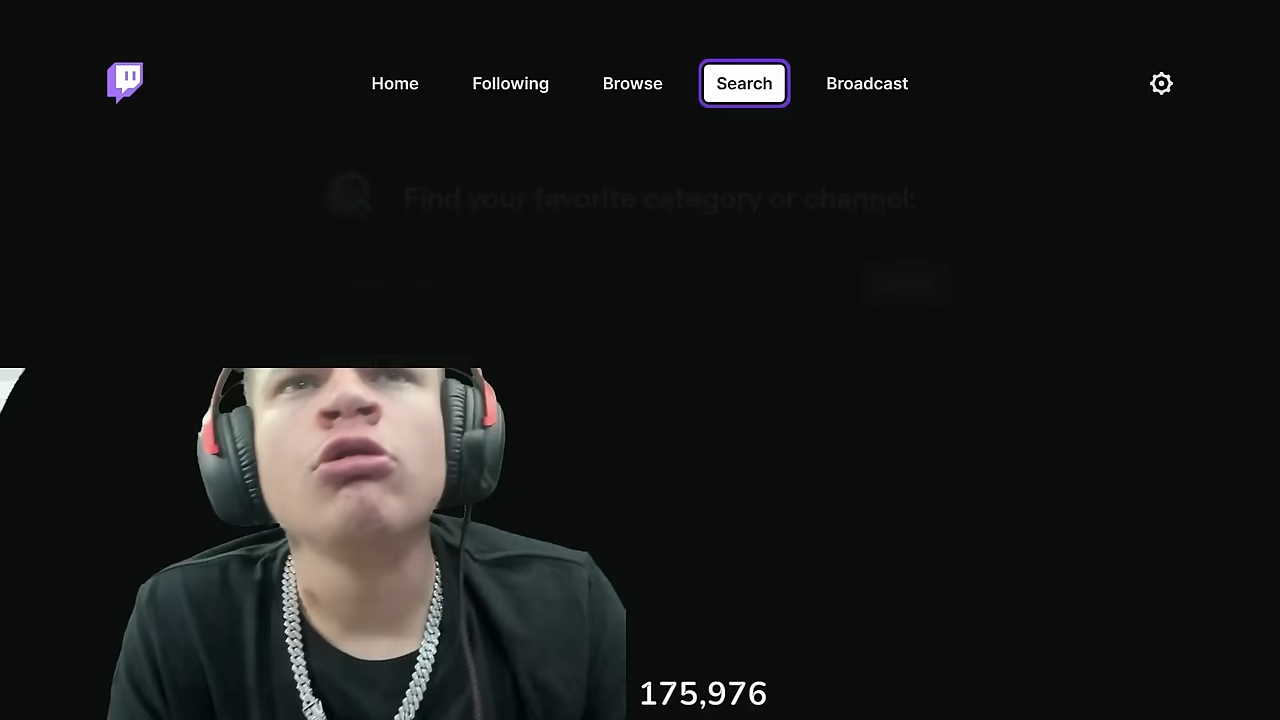 Home Following Browse Search Broadcast
Find your favorite category or channel:
175,976